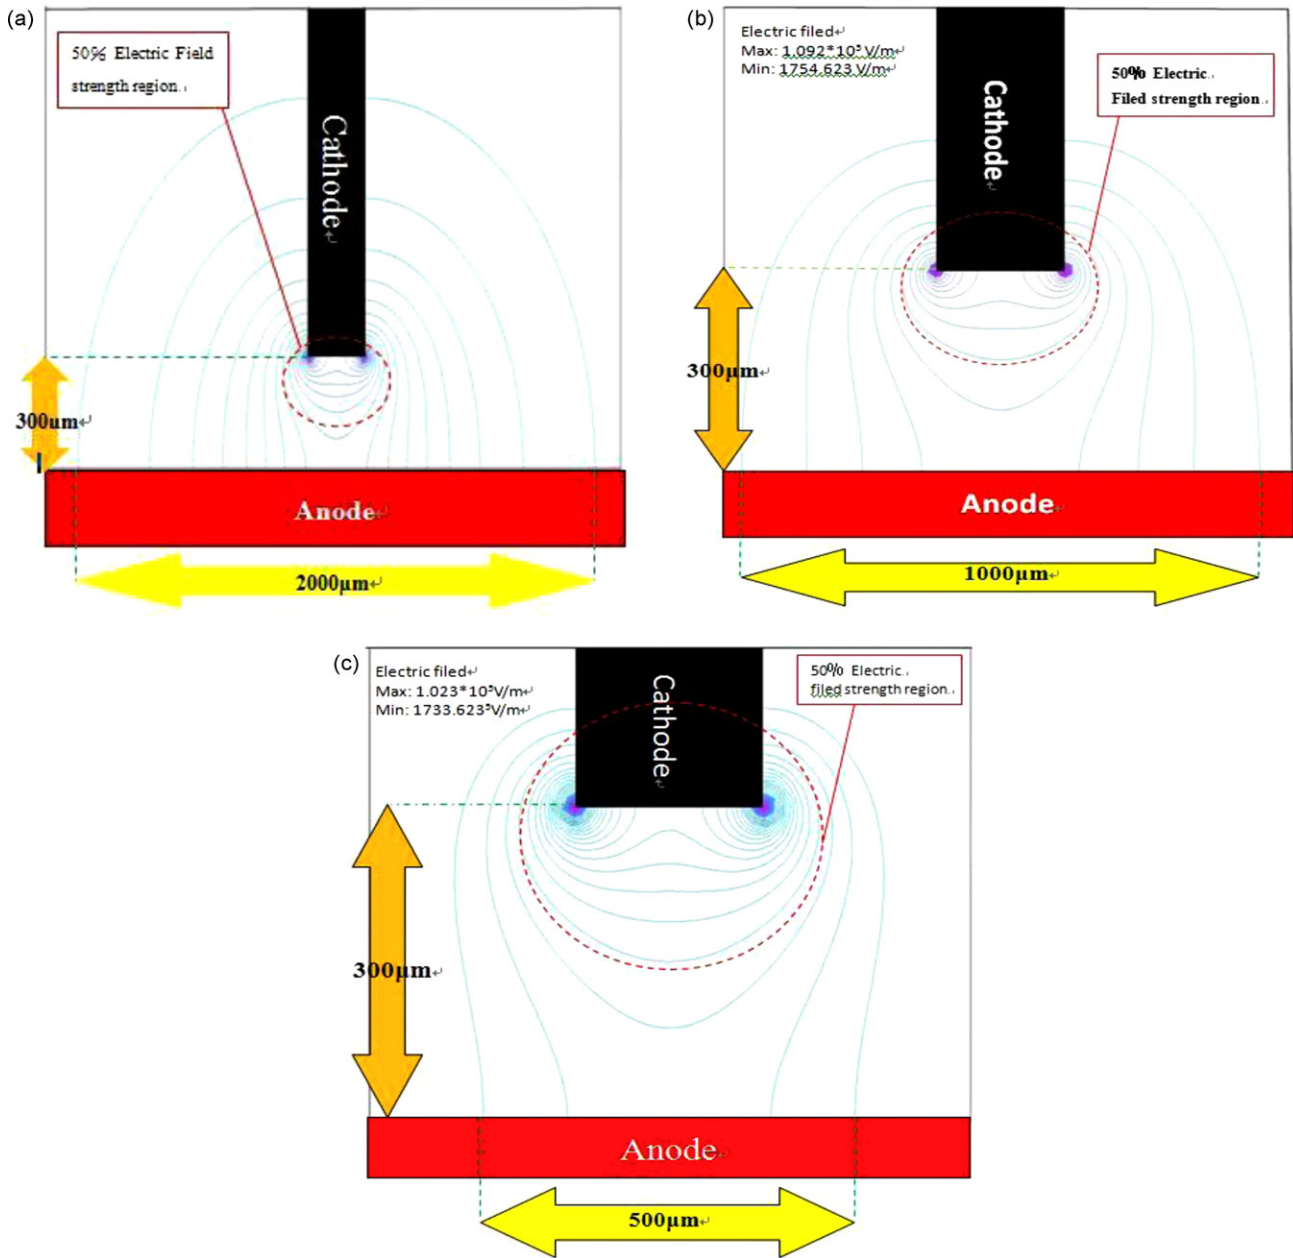 (a)
50% Electric Field
strength region.
Cathode
300μm
Anode
2000μm
(b)
Electric filed
Max: 1.092*10⁵ V/m
Min: 1754.623 V/m
50% Electric.
Filed strength region.
Cathode
300μm
Anode
1000μm
(c)
Electric filed
Max: 1.023*10⁵V/m
Min: 1733.623⁵V/m
50% Electric.
filed strength region.
Cathode
300μm
Anode
500μm